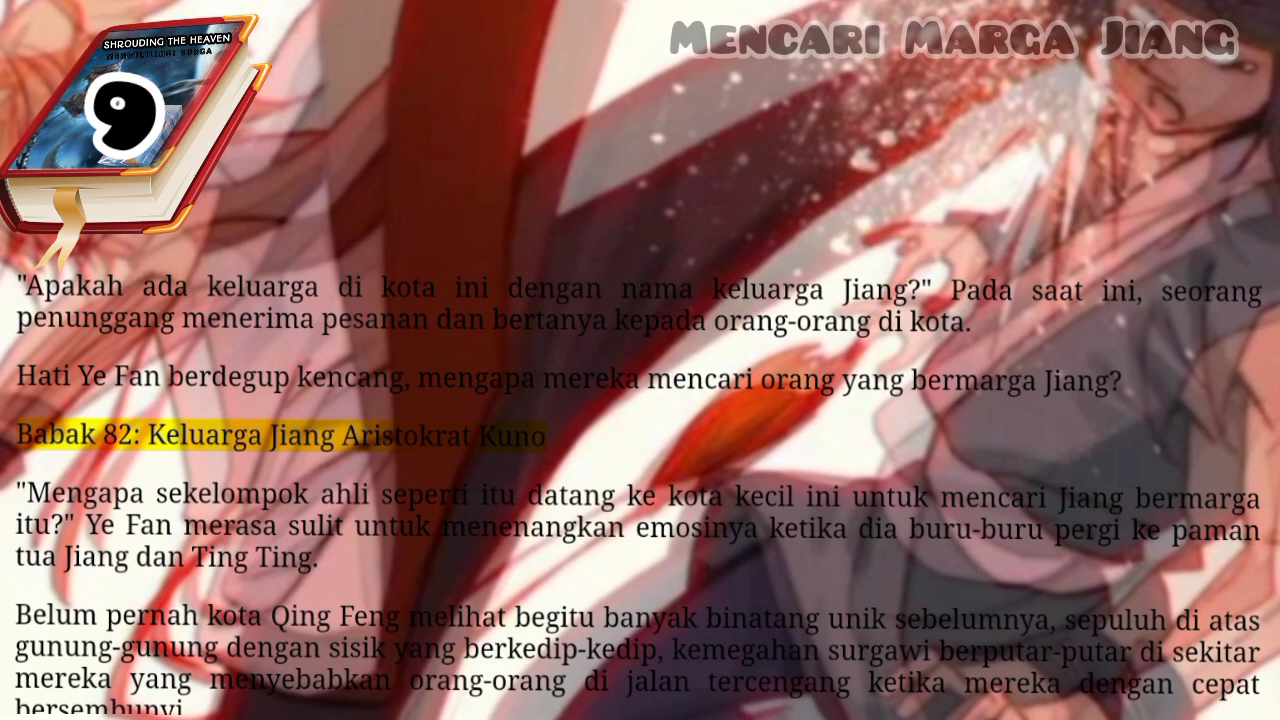 Mencari Marga Jiang
SHROUDING THE HEAVEN
9
"Apakah ada keluarga di kota ini dengan nama keluarga Jiang?" Pada saat ini, seorang
penunggang menerima pesanan dan bertanya kepada orang-orang di kota.
Hati Ye Fan berdegup kencang, mengapa mereka mencari orang yang bermarga Jiang?
Babak 82: Keluarga Jiang Aristokrat Kuno
"Mengapa sekelompok ahli seperti itu datang ke kota kecil ini untuk mencari Jiang bermarga
itu?" Ye Fan merasa sulit untuk menenangkan emosinya ketika dia buru-buru pergi ke paman
tua Jiang dan Ting Ting.
Belum pernah kota Qing Feng melihat begitu banyak binatang unik sebelumnya, sepuluh di atas
gunung-gunung dengan sisik yang berkedip-kedip, kemegahan surgawi berputar-putar di sekitar
mereka yang menyebabkan orang-orang di jalan tercengang ketika mereka dengan cepat
bersembunyi